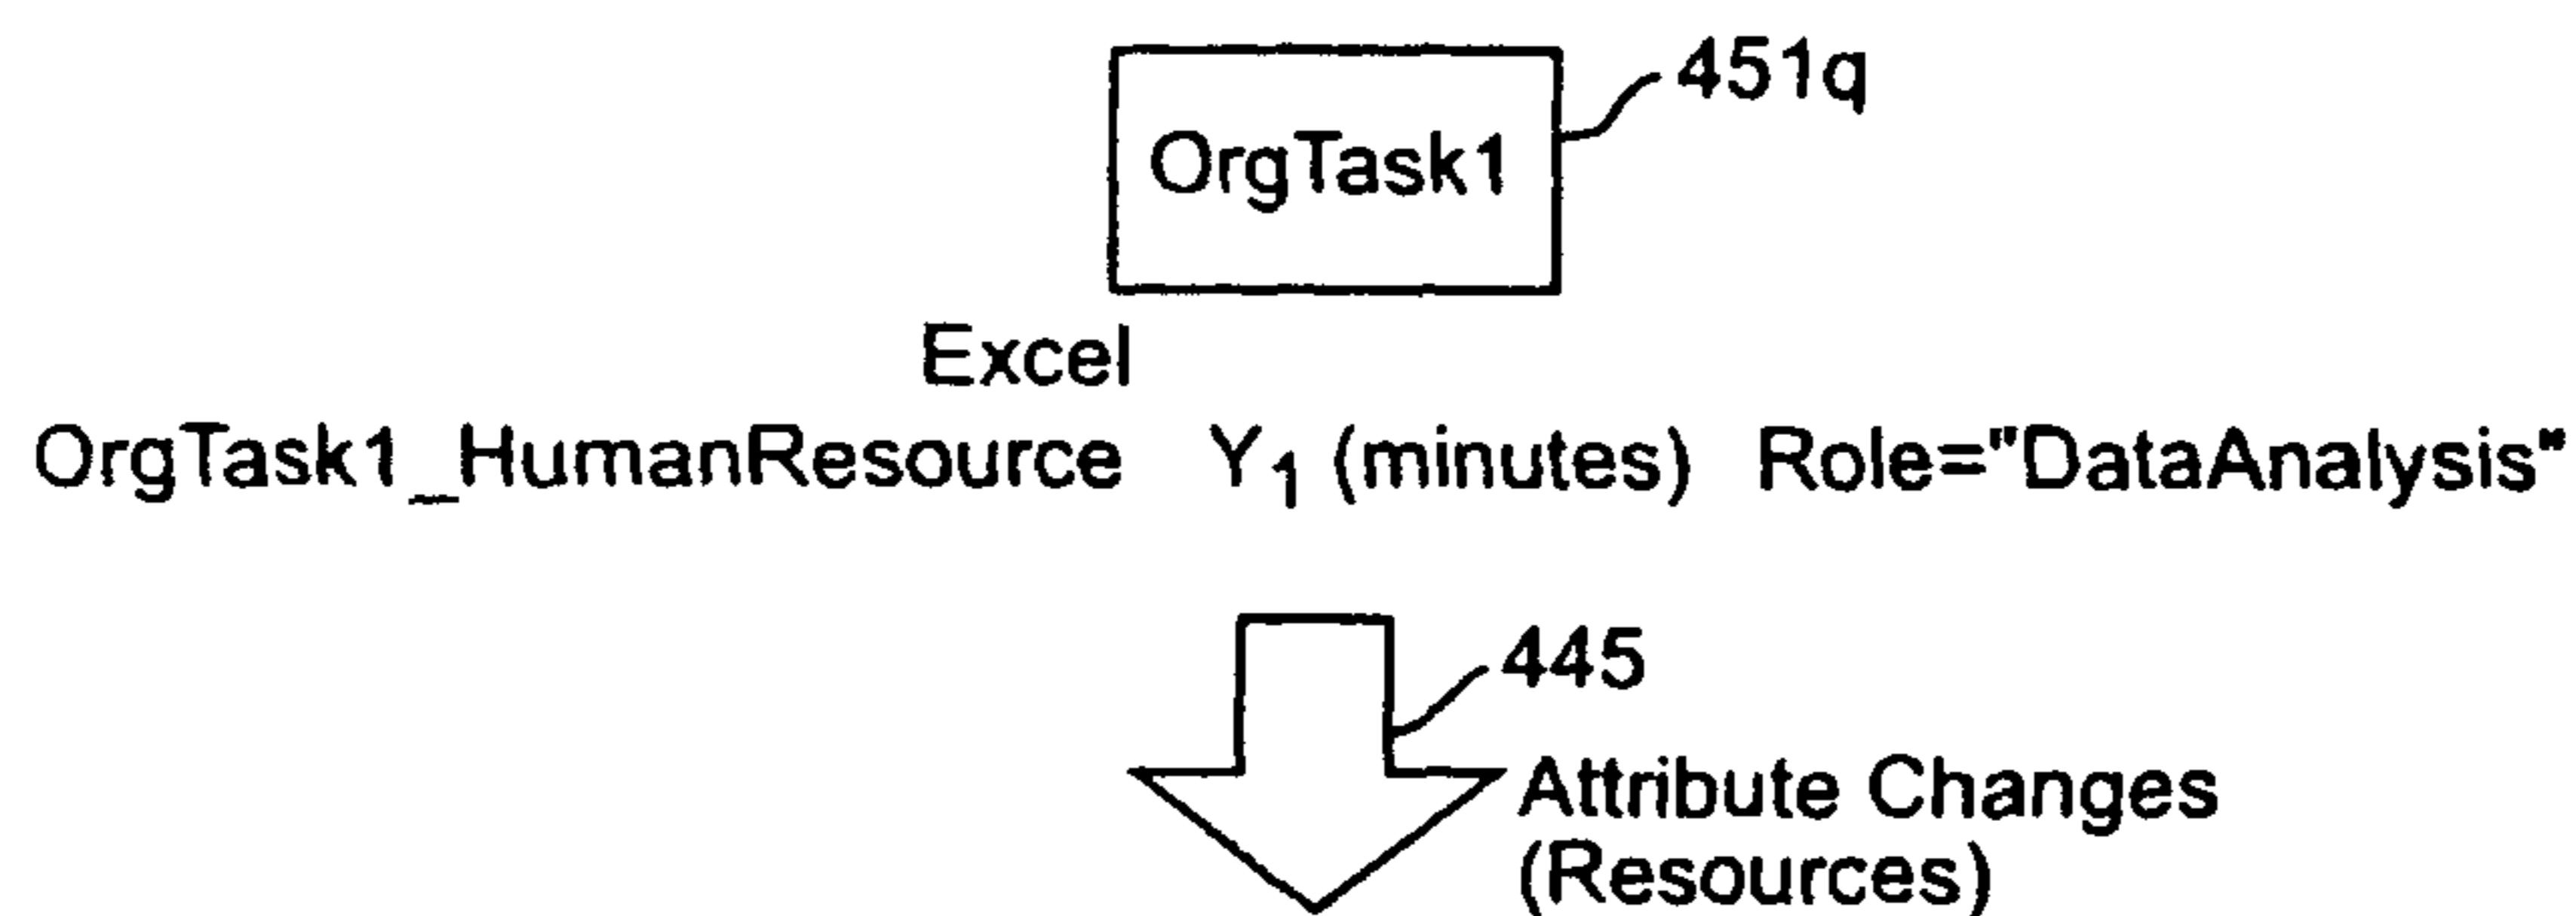 451q
OrgTask1
Excel
OrgTask1_HumanResource Y₁ (minutes) Role="DataAnalysis"
445
Attribute Changes
(Resources)